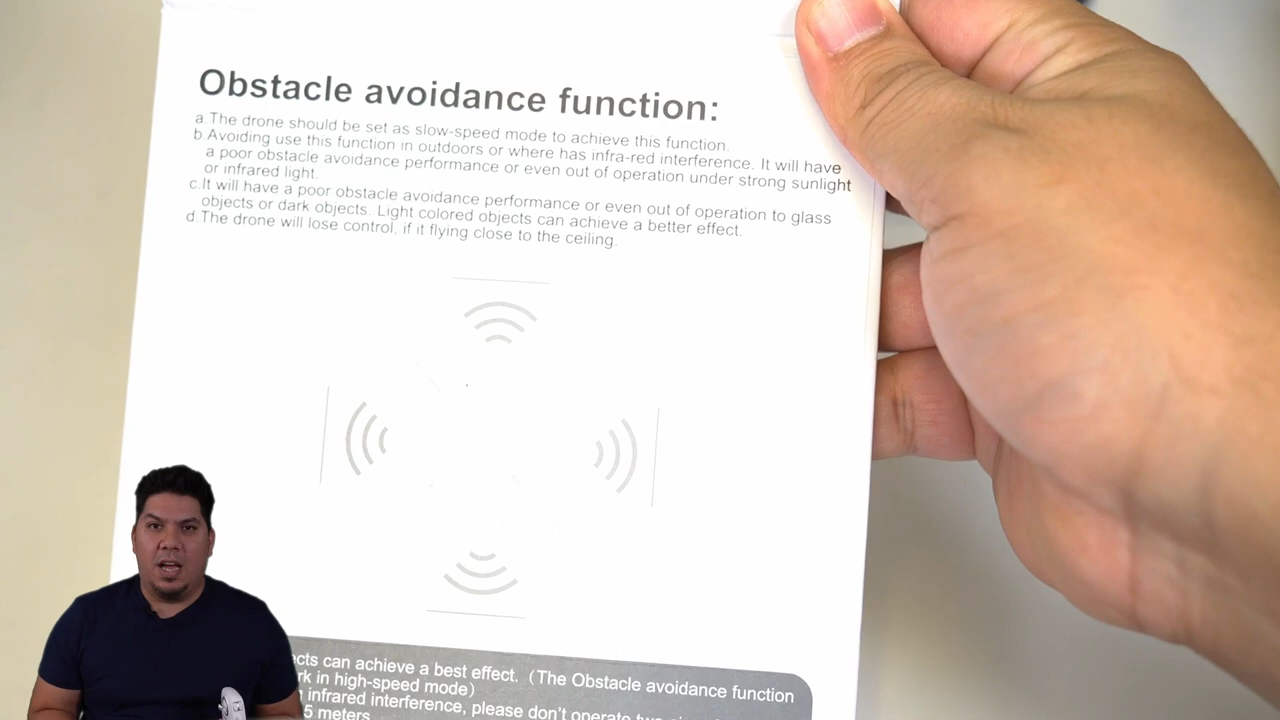 Obstacle avoidance function:
a.The drone should be set as slow-speed mode to achieve this function.
b.Avoiding use this function in outdoors or where has infra-red interference. It will have
a poor obstacle avoidance performance or even out of operation under strong sunlight
or infrared light.
c.It will have a poor obstacle avoidance performance or even out of operation to glass
objects or dark objects. Light colored objects can achieve a better effect.
d.The drone will lose control, if it flying close to the ceiling.
can achieve a best effect.（The Obstacle avoidance function
in high-speed mode）
infrared interference, please don't operate two
5 meters